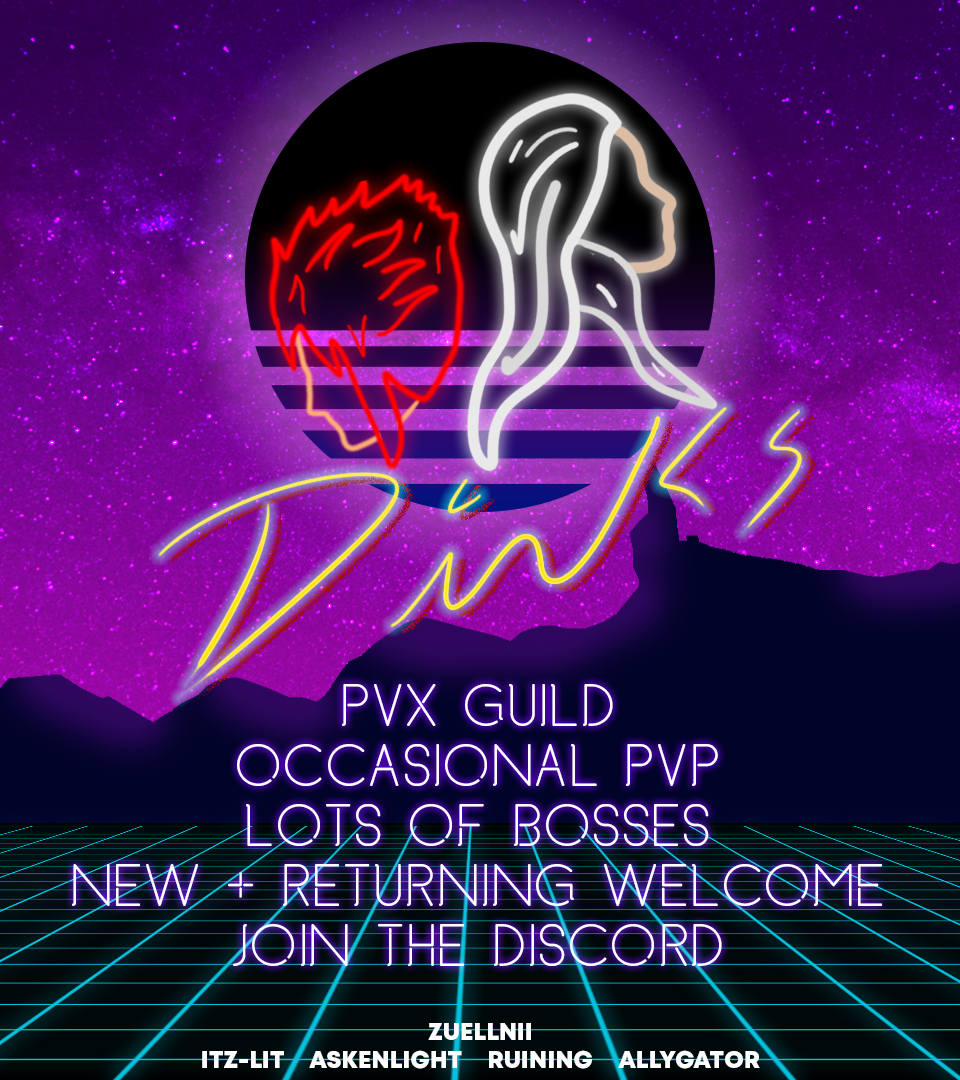 Dinks
PVX GUILD
OCCASIONAL PVP
LOTS OF BOSSES
NEW + RETURNING WELCOME
JOIN THE DISCORD
ZUELLNII
ITZ-LIT ASKENLIGHT RUINING ALLYGATOR